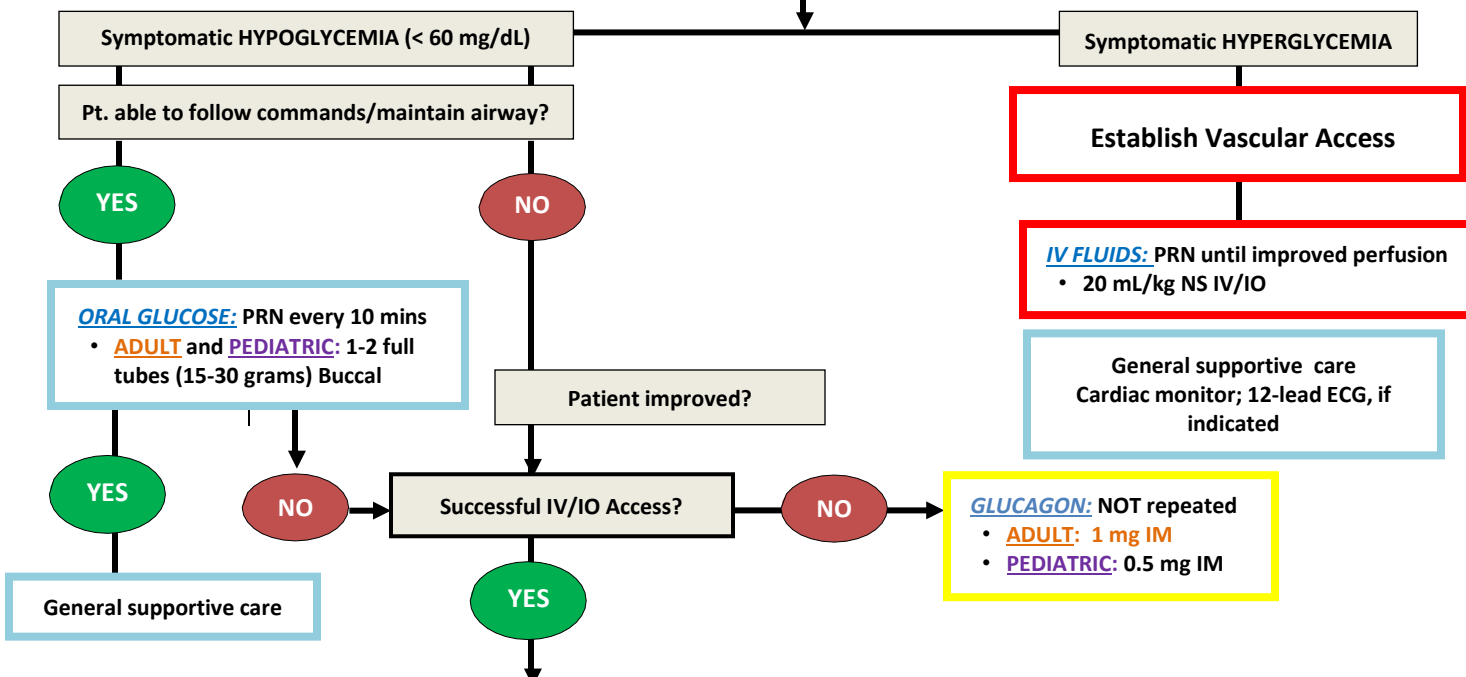 Symptomatic HYPOGLYCEMIA (< 60 mg/dL)
Symptomatic HYPERGLYCEMIA
Pt. able to follow commands/maintain airway?
Establish Vascular Access
YES
NO
IV FLUIDS: PRN until improved perfusion
• 20 mL/kg NS IV/IO
ORAL GLUCOSE: PRN every 10 mins
• ADULT and PEDIATRIC: 1-2 full
tubes (15-30 grams) Buccal
General supportive care
Cardiac monitor; 12-lead ECG, if
indicated
Patient improved?
YES
NO
Successful IV/IO Access?
NO
GLUCAGON: NOT repeated
• ADULT: 1 mg IM
• PEDIATRIC: 0.5 mg IM
General supportive care
YES